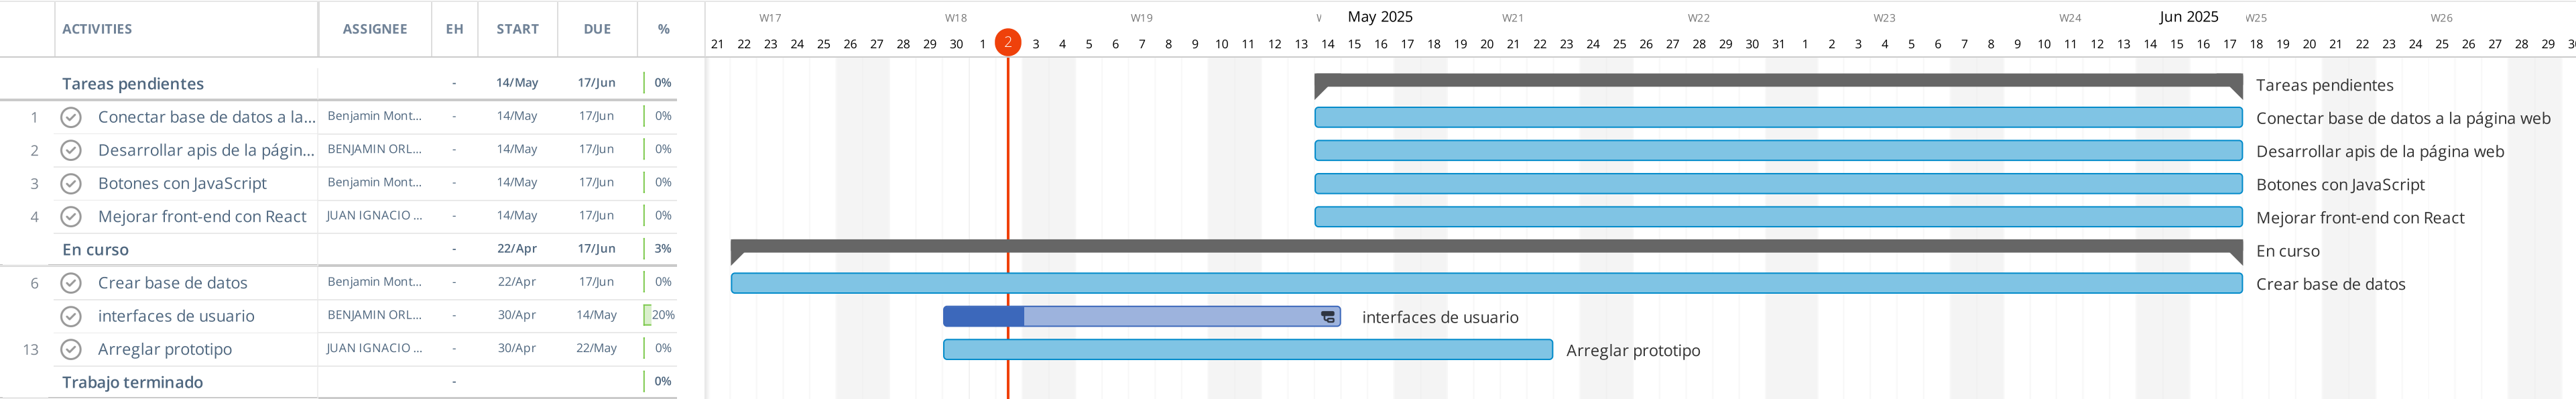 W17 W18 W19 W May 2025 W21 W22 W23 W24 Jun 2025 W25 W26
ACTIVITIES ASSIGNEE EH START DUE %
21 22 23 24 25 26 27 28 29 30 1 2 3 4 5 6 7 8 9 10 11 12 13 14 15 16 17 18 19 20 21 22 23 24 25 26 27 28 29 30 31 1 2 3 4 5 6 7 8 9 10 11 12 13 14 15 16 17 18 19 20 21 22 23 24 25 26 27 28 29
Tareas pendientes - 14/May 17/Jun 0% Tareas pendientes
1 Conectar base de datos a la... Benjamin Mont... - 14/May 17/Jun 0% Conectar base de datos a la página web
2 Desarrollar apis de la págin... BENJAMIN ORL... - 14/May 17/Jun 0% Desarrollar apis de la página web
3 Botones con JavaScript Benjamin Mont... - 14/May 17/Jun 0% Botones con JavaScript
4 Mejorar front-end con React JUAN IGNACIO ... - 14/May 17/Jun 0% Mejorar front-end con React
En curso - 22/Apr 17/Jun 3% En curso
6 Crear base de datos Benjamin Mont... - 22/Apr 17/Jun 0% Crear base de datos
interfaces de usuario BENJAMIN ORL... - 30/Apr 14/May 20% interfaces de usuario
13 Arreglar prototipo JUAN IGNACIO ... - 30/Apr 22/May 0% Arreglar prototipo
Trabajo terminado - 0%